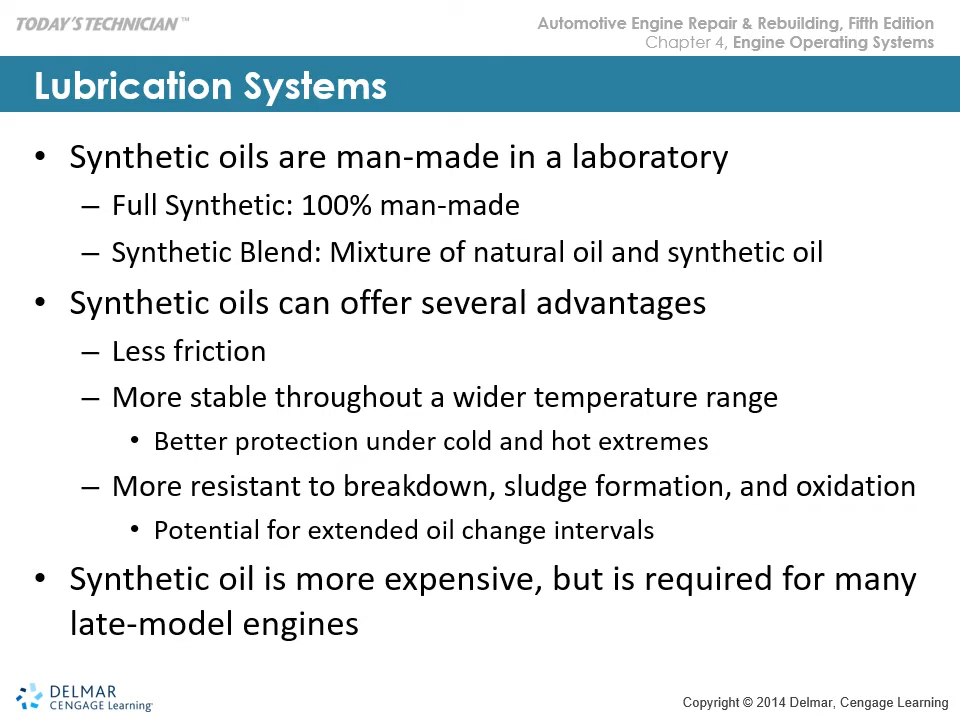 TODAY'S TECHNICIAN™
Automotive Engine Repair & Rebuilding, Fifth Edition
Chapter 4, Engine Operating Systems
Lubrication Systems
• Synthetic oils are man-made in a laboratory
– Full Synthetic: 100% man-made
– Synthetic Blend: Mixture of natural oil and synthetic oil
• Synthetic oils can offer several advantages
– Less friction
– More stable throughout a wider temperature range
• Better protection under cold and hot extremes
– More resistant to breakdown, sludge formation, and oxidation
• Potential for extended oil change intervals
• Synthetic oil is more expensive, but is required for many
late-model engines
DELMAR
CENGAGE Learning·
Copyright © 2014 Delmar, Cengage Learning